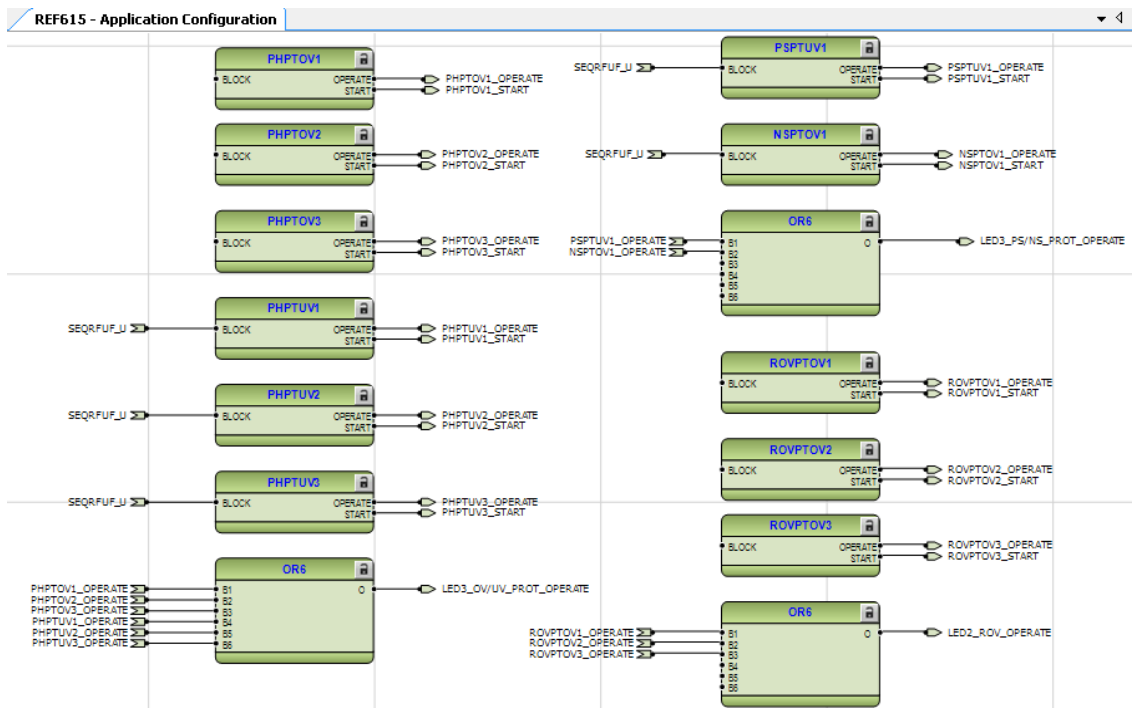 REF615 - Application Configuration
PHPTOV1
BLOCK OPERATE PHPTOV1_OPERATE
START PHPTOV1_START
PHPTOV2
BLOCK OPERATE PHPTOV2_OPERATE
START PHPTOV2_START
PHPTOV3
BLOCK OPERATE PHPTOV3_OPERATE
START PHPTOV3_START
PHPTUV1
SEQRFUF_U BLOCK OPERATE PHPTUV1_OPERATE
START PHPTUV1_START
PHPTUV2
SEQRFUF_U BLOCK OPERATE PHPTUV2_OPERATE
START PHPTUV2_START
PHPTUV3
SEQRFUF_U BLOCK OPERATE PHPTUV3_OPERATE
START PHPTUV3_START
OR6
PHPTOV1_OPERATE B1 O LED3_OV/UV_PROT_OPERATE
PHPTOV2_OPERATE B2
PHPTOV3_OPERATE B3
PHPTUV1_OPERATE B4
PHPTUV2_OPERATE B5
PHPTUV3_OPERATE B6
PSPTUV1
SEQRFUF_U BLOCK OPERATE PSPTUV1_OPERATE
START PSPTUV1_START
NSPTOV1
SEQRFUF_U BLOCK OPERATE NSPTOV1_OPERATE
START NSPTOV1_START
OR6
PSPTUV1_OPERATE B1 O LED3_PS/NS_PROT_OPERATE
NSPTOV1_OPERATE B2
B3
B4
B5
B6
ROVPTOV1
BLOCK OPERATE ROVPTOV1_OPERATE
START ROVPTOV1_START
ROVPTOV2
BLOCK OPERATE ROVPTOV2_OPERATE
START ROVPTOV2_START
ROVPTOV3
BLOCK OPERATE ROVPTOV3_OPERATE
START ROVPTOV3_START
OR6
ROVPTOV1_OPERATE B1 O LED2_ROV_OPERATE
ROVPTOV2_OPERATE B2
ROVPTOV3_OPERATE B3
B4
B5
B6